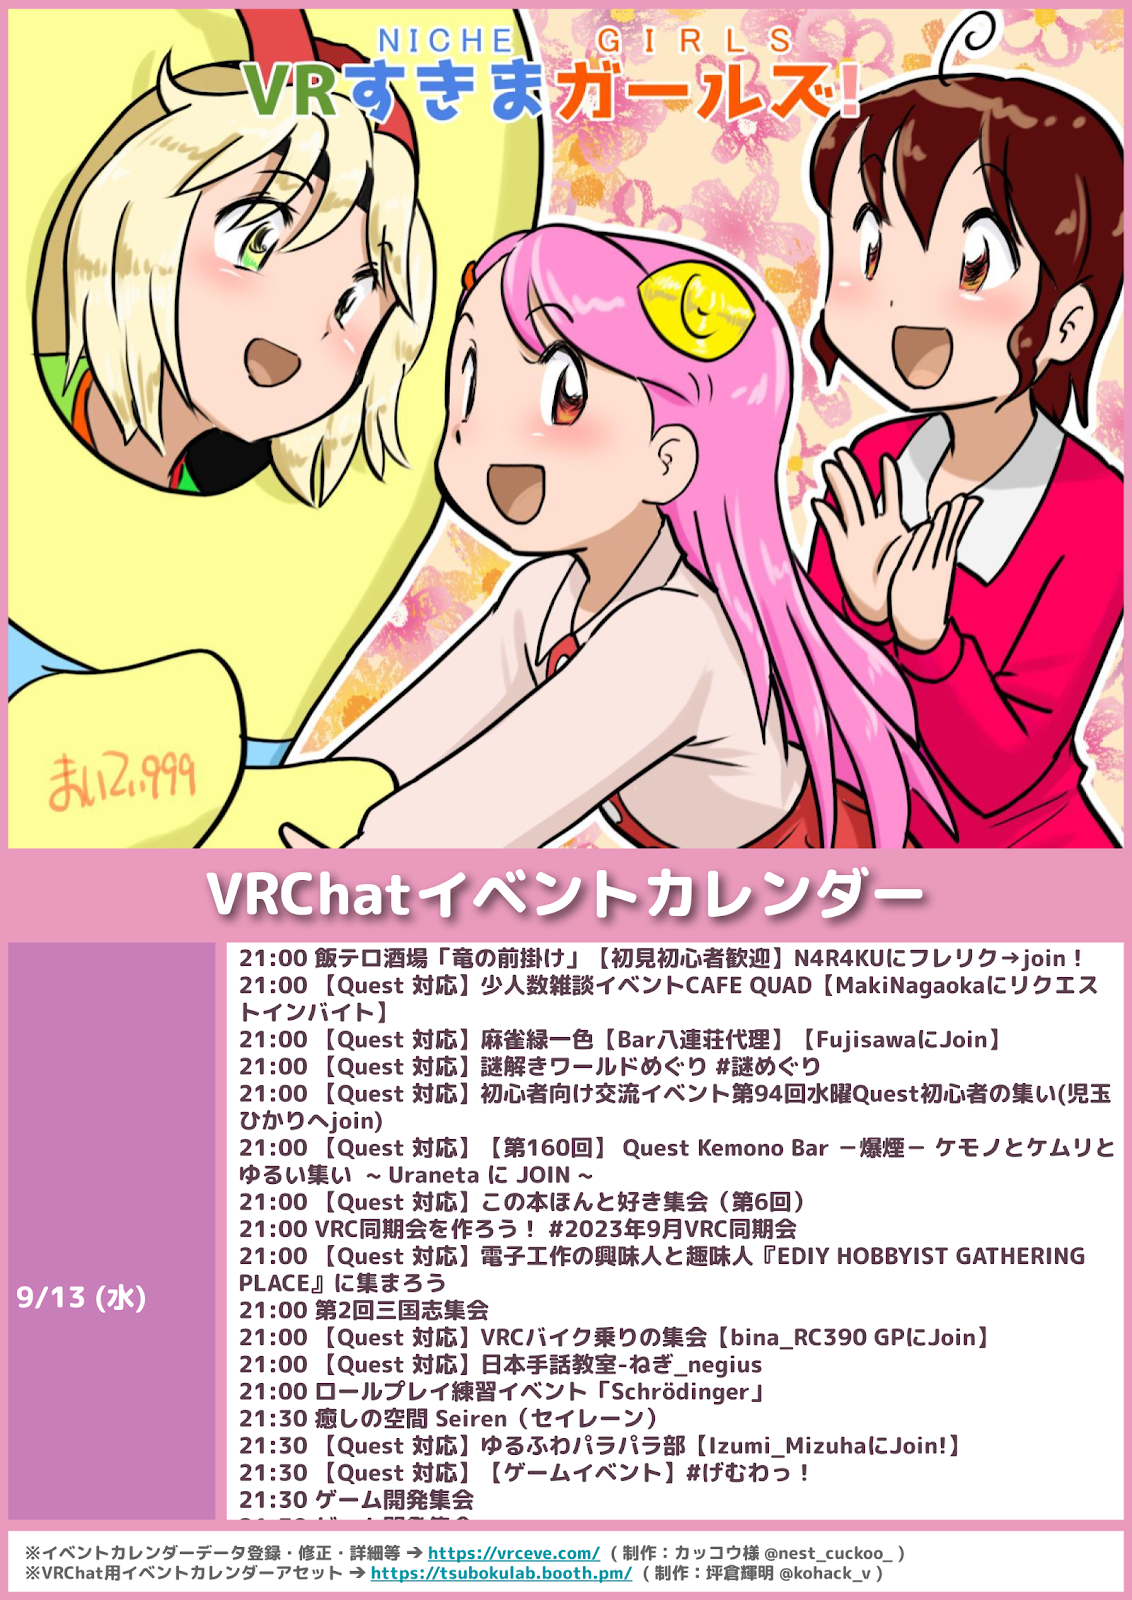 NICHE GIRLS
VRすきまガールズ!
まいこぃ999
VRChatイベントカレンダー
9/13 (水)
21:00 飯テロ酒場「竜の前掛け」【初見初心者歓迎】N4R4KUにフレリク→join！
21:00 【Quest 対応】少人数雑談イベントCAFE QUAD【MakiNagaokaにリクエス
トインバイト】
21:00 【Quest 対応】麻雀緑一色【Bar八連荘代理】【FujisawaにJoin】
21:00 【Quest 対応】謎解きワールドめぐり #謎めぐり
21:00 【Quest 対応】初心者向け交流イベント第94回水曜Quest初心者の集い(児玉
ひかりへjoin)
21:00 【Quest 対応】【第160回】 Quest Kemono Bar －爆煙－ ケモノとケムリと
ゆるい集い ~ Uraneta に JOIN ~
21:00 【Quest 対応】この本ほんと好き集会（第6回）
21:00 VRC同期会を作ろう！ #2023年9月VRC同期会
21:00 【Quest 対応】電子工作の興味人と趣味人『EDIY HOBBYIST GATHERING
PLACE』に集まろう
21:00 第2回三国志集会
21:00 【Quest 対応】VRCバイク乗りの集会【bina_RC390 GPにJoin】
21:00 【Quest 対応】日本手話教室-ねぎ_negius
21:00 ロールプレイ練習イベント「Schrödinger」
21:30 癒しの空間 Seiren（セイレーン）
21:30 【Quest 対応】ゆるふわパラパラ部【Izumi_MizuhaにJoin!】
21:30 【Quest 対応】【ゲームイベント】#げむわっ！
21:30 ゲーム開発集会
※イベントカレンダーデータ登録・修正・詳細等 ➔ https://vrceve.com/ ( 制作：カッコウ様 @nest_cuckoo_ )
※VRChat用イベントカレンダーアセット ➔ https://tsubokulab.booth.pm/ ( 制作：坪倉輝明 @kohack_v )